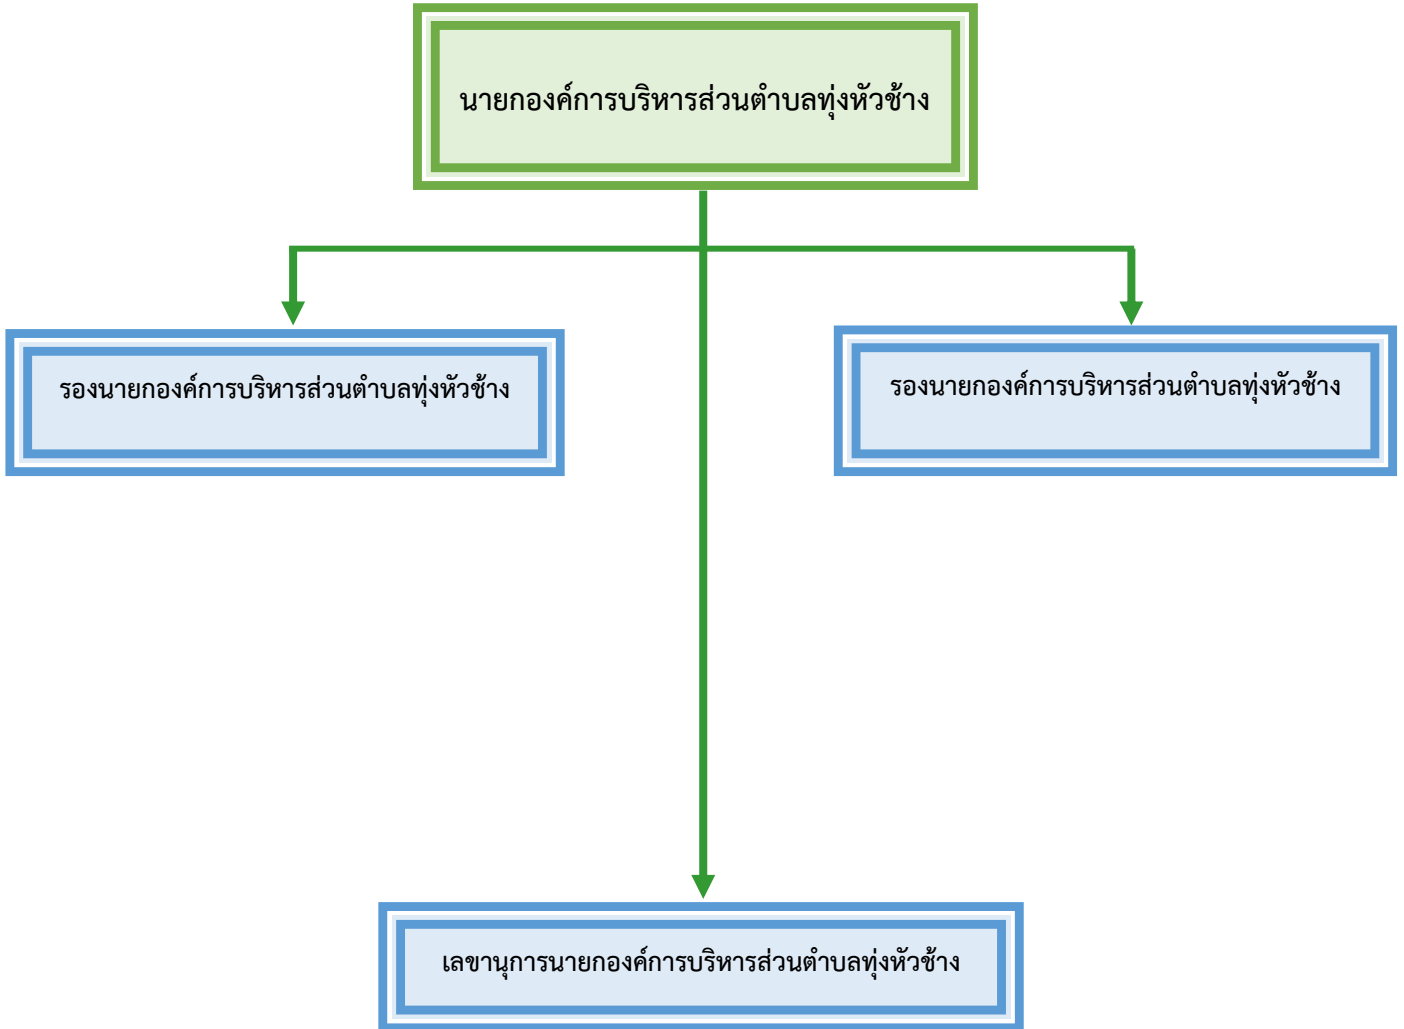 นายกองค์การบริหารส่วนตำบลทุ่งหัวช้าง
รองนายกองค์การบริหารส่วนตำบลทุ่งหัวช้าง
รองนายกองค์การบริหารส่วนตำบลทุ่งหัวช้าง
เลขานุการนายกองค์การบริหารส่วนตำบลทุ่งหัวช้าง